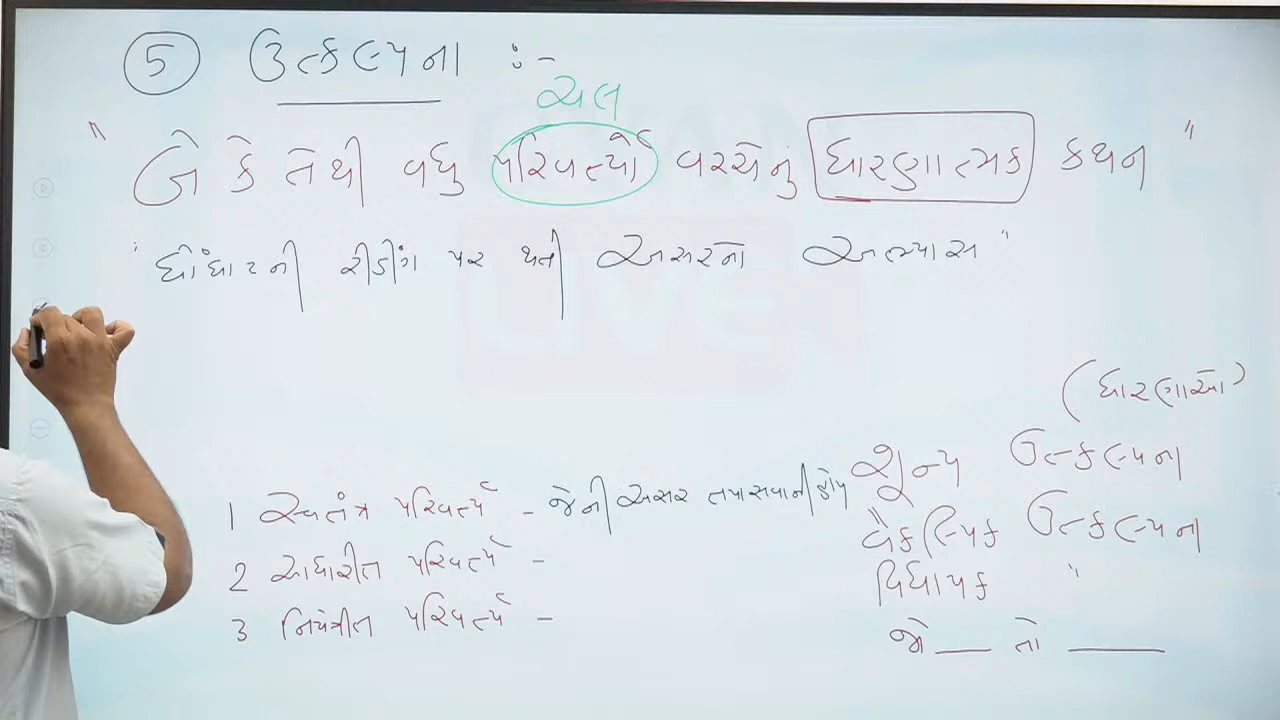 ૫ ઉત્કલ્પના :-
ચલ
" બે કે તેથી વધુ પરિવર્ત્યો વચ્ચેનું ધારણાત્મક કથન "
" ઘોંઘાટની રીડીંગ પર થતી અસરનો અભ્યાસ "
(ધારણાઓ)
શૂન્ય ઉત્કલ્પના
1 સ્વતંત્ર પરિવર્ત્ય - જેની અસર તપાસવાની હોય
વૈકલ્પિક ઉત્કલ્પના
2 આધારીત પરિવર્ત્ય -
વિધાયક "
3 નિયંત્રીત પરિવર્ત્ય -
જો ___ તો ___